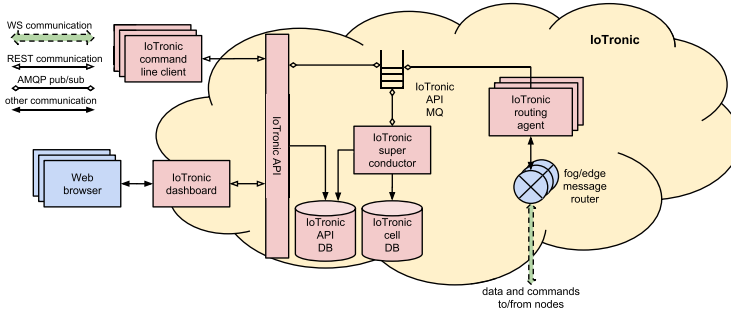 WS communication
REST communication
AMQP pub/sub
other communication
IoTronic
command
line client
IoTronic
IoTronic
API
MQ
IoTronic
routing
agent
IoTronic API
IoTronic
super
conductor
Web
browser
IoTronic
dashboard
fog/edge
message
router
IoTronic
API
DB
IoTronic
cell
DB
data and commands
to/from nodes